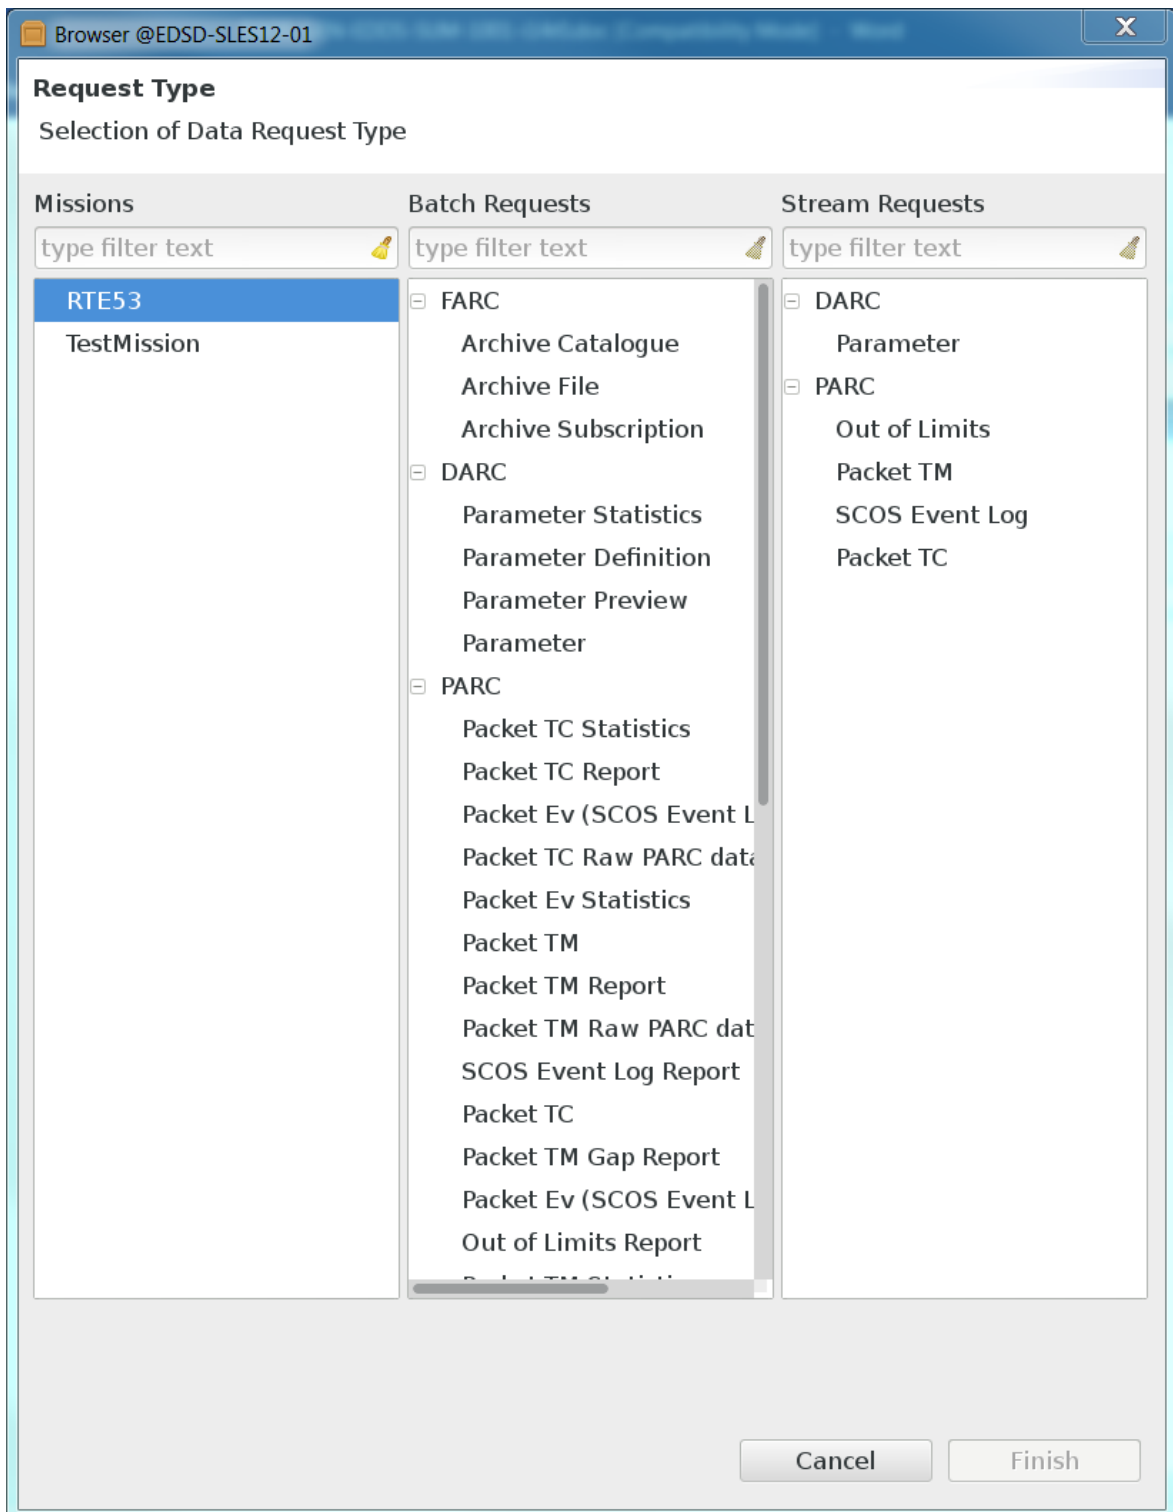 Browser @EDSD-SLES12-01
Request Type
Selection of Data Request Type
Missions
type filter text
RTE53
TestMission
Batch Requests
type filter text
FARC
Archive Catalogue
Archive File
Archive Subscription
DARC
Parameter Statistics
Parameter Definition
Parameter Preview
Parameter
PARC
Packet TC Statistics
Packet TC Report
Packet Ev (SCOS Event L
Packet TC Raw PARC data
Packet Ev Statistics
Packet TM
Packet TM Report
Packet TM Raw PARC dat
SCOS Event Log Report
Packet TC
Packet TM Gap Report
Packet Ev (SCOS Event L
Out of Limits Report
Stream Requests
type filter text
DARC
Parameter
PARC
Out of Limits
Packet TM
SCOS Event Log
Packet TC
Cancel
Finish